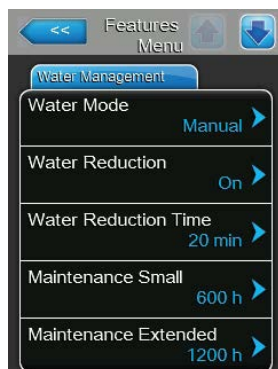 <<
Features
Menu
Water Management
Water Mode
Manual
Water Reduction
On
Water Reduction Time
20 min
Maintenance Small
600 h
Maintenance Extended
1200 h